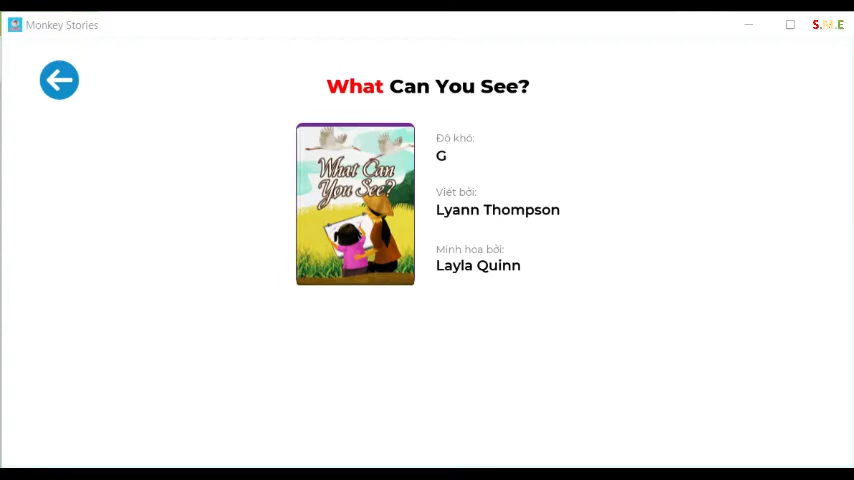 Monkey Stories
S.M.E
What Can You See?
What Can
You See?
Độ khó:
G
Viết bởi:
Lyann Thompson
Minh họa bởi:
Layla Quinn